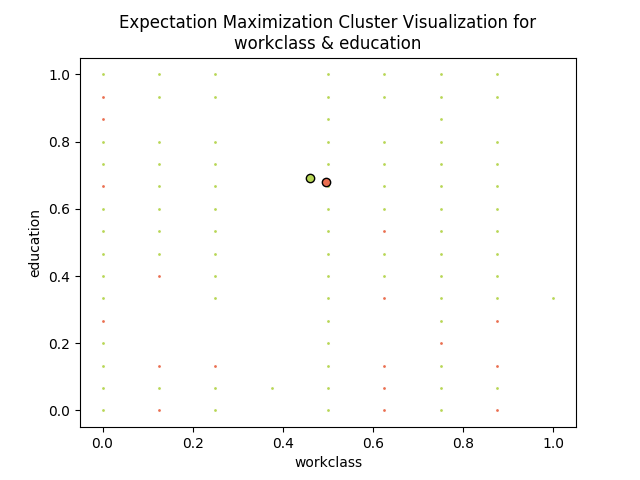 Expectation Maximization Cluster Visualization for
workclass & education
1.0
0.8
0.6
0.4
0.2
0.0
education
0.0 0.2 0.4 0.6 0.8 1.0
workclass